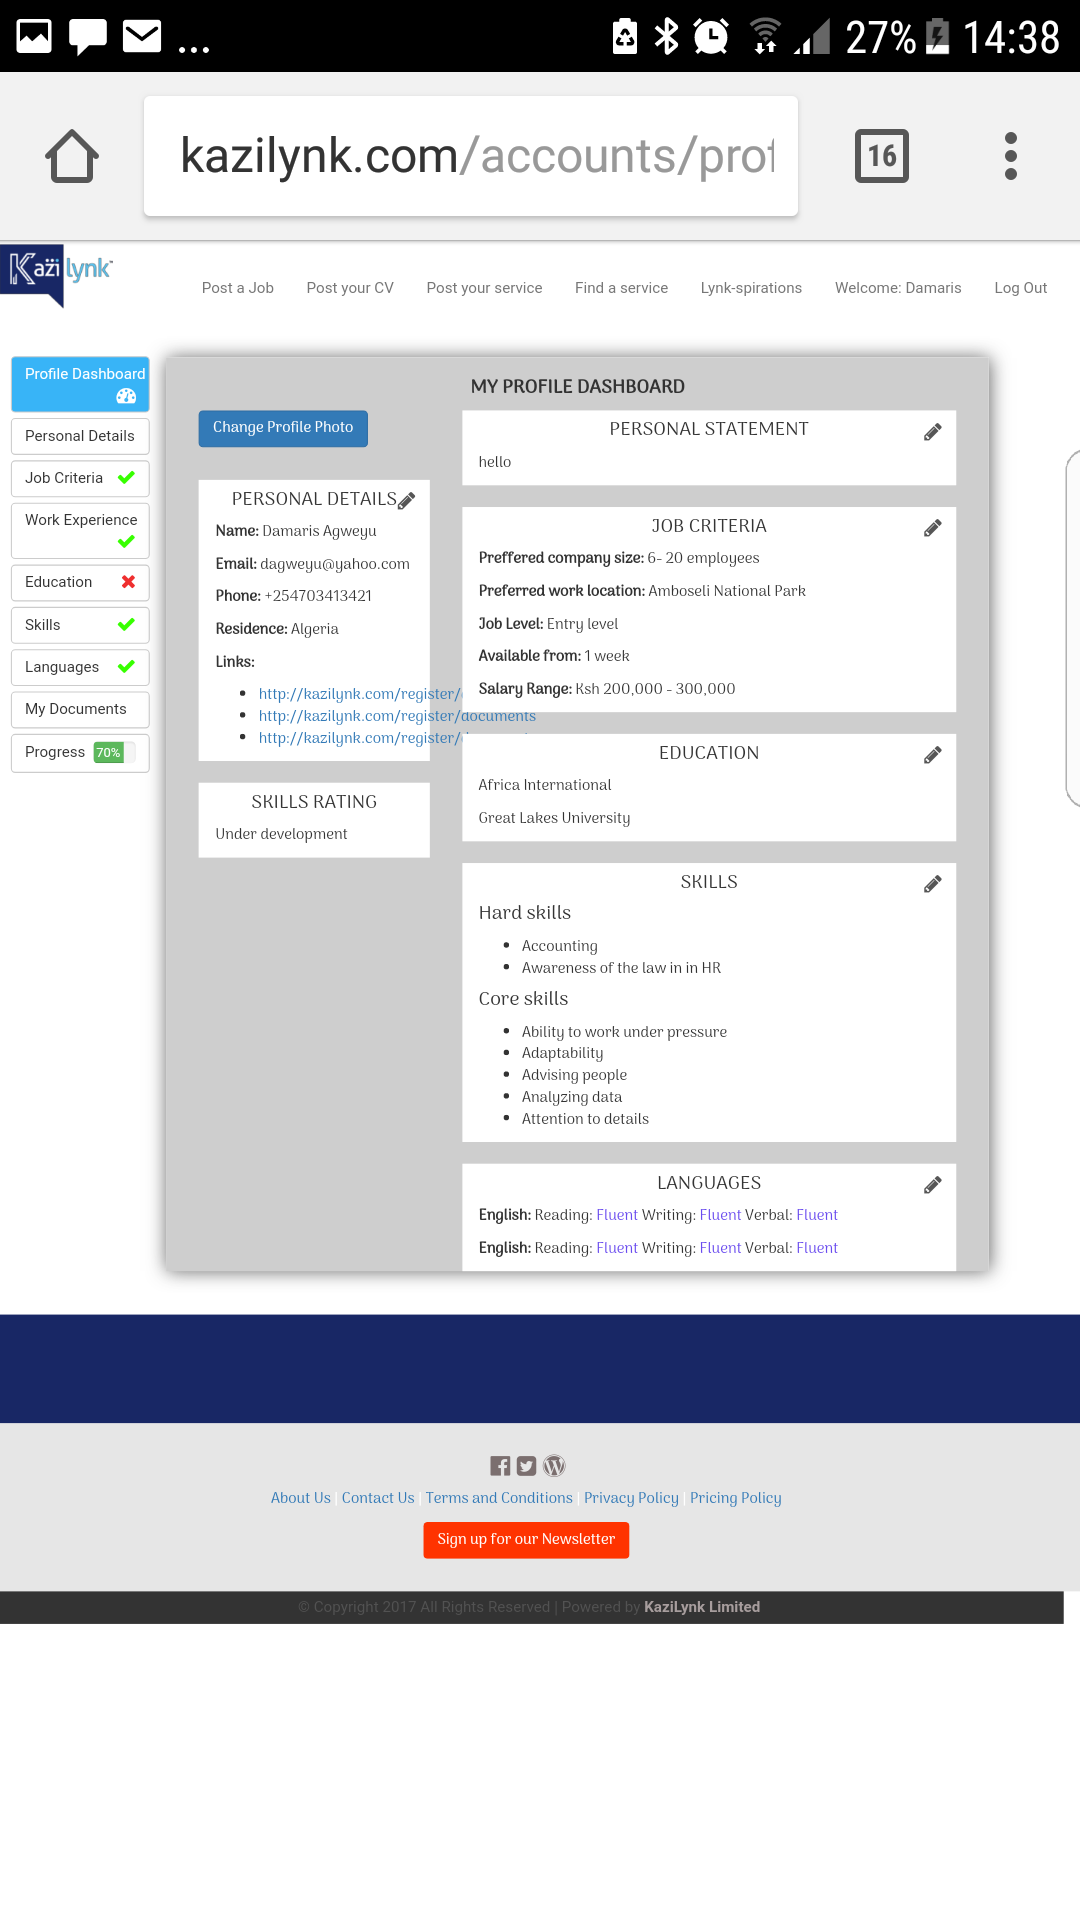 ... 27% 14:38
kazilynk.com/accounts/prof
16
Kazi lynk
Post a Job Post your CV Post your service Find a service Lynk-spirations Welcome: Damaris Log Out
Profile Dashboard
Personal Details
Job Criteria
Work Experience
Education
Skills
Languages
My Documents
Progress 70%
MY PROFILE DASHBOARD
Change Profile Photo
PERSONAL DETAILS
Name: Damaris Agweyu
Email: dagweyu@yahoo.com
Phone: +254703413421
Residence: Algeria
Links:
http://kazilynk.com/register/
http://kazilynk.com/register/documents
http://kazilynk.com/register/
SKILLS RATING
Under development
PERSONAL STATEMENT
hello
JOB CRITERIA
Preffered company size: 6- 20 employees
Preferred work location: Amboseli National Park
Job Level: Entry level
Available from: 1 week
Salary Range: Ksh 200,000 - 300,000
EDUCATION
Africa International
Great Lakes University
SKILLS
Hard skills
Accounting
Awareness of the law in in HR
Core skills
Ability to work under pressure
Adaptability
Advising people
Analyzing data
Attention to details
LANGUAGES
English: Reading: Fluent Writing: Fluent Verbal: Fluent
English: Reading: Fluent Writing: Fluent Verbal: Fluent
About Us | Contact Us | Terms and Conditions | Privacy Policy | Pricing Policy
Sign up for our Newsletter
© Copyright 2017 All Rights Reserved | Powered by KaziLynk Limited